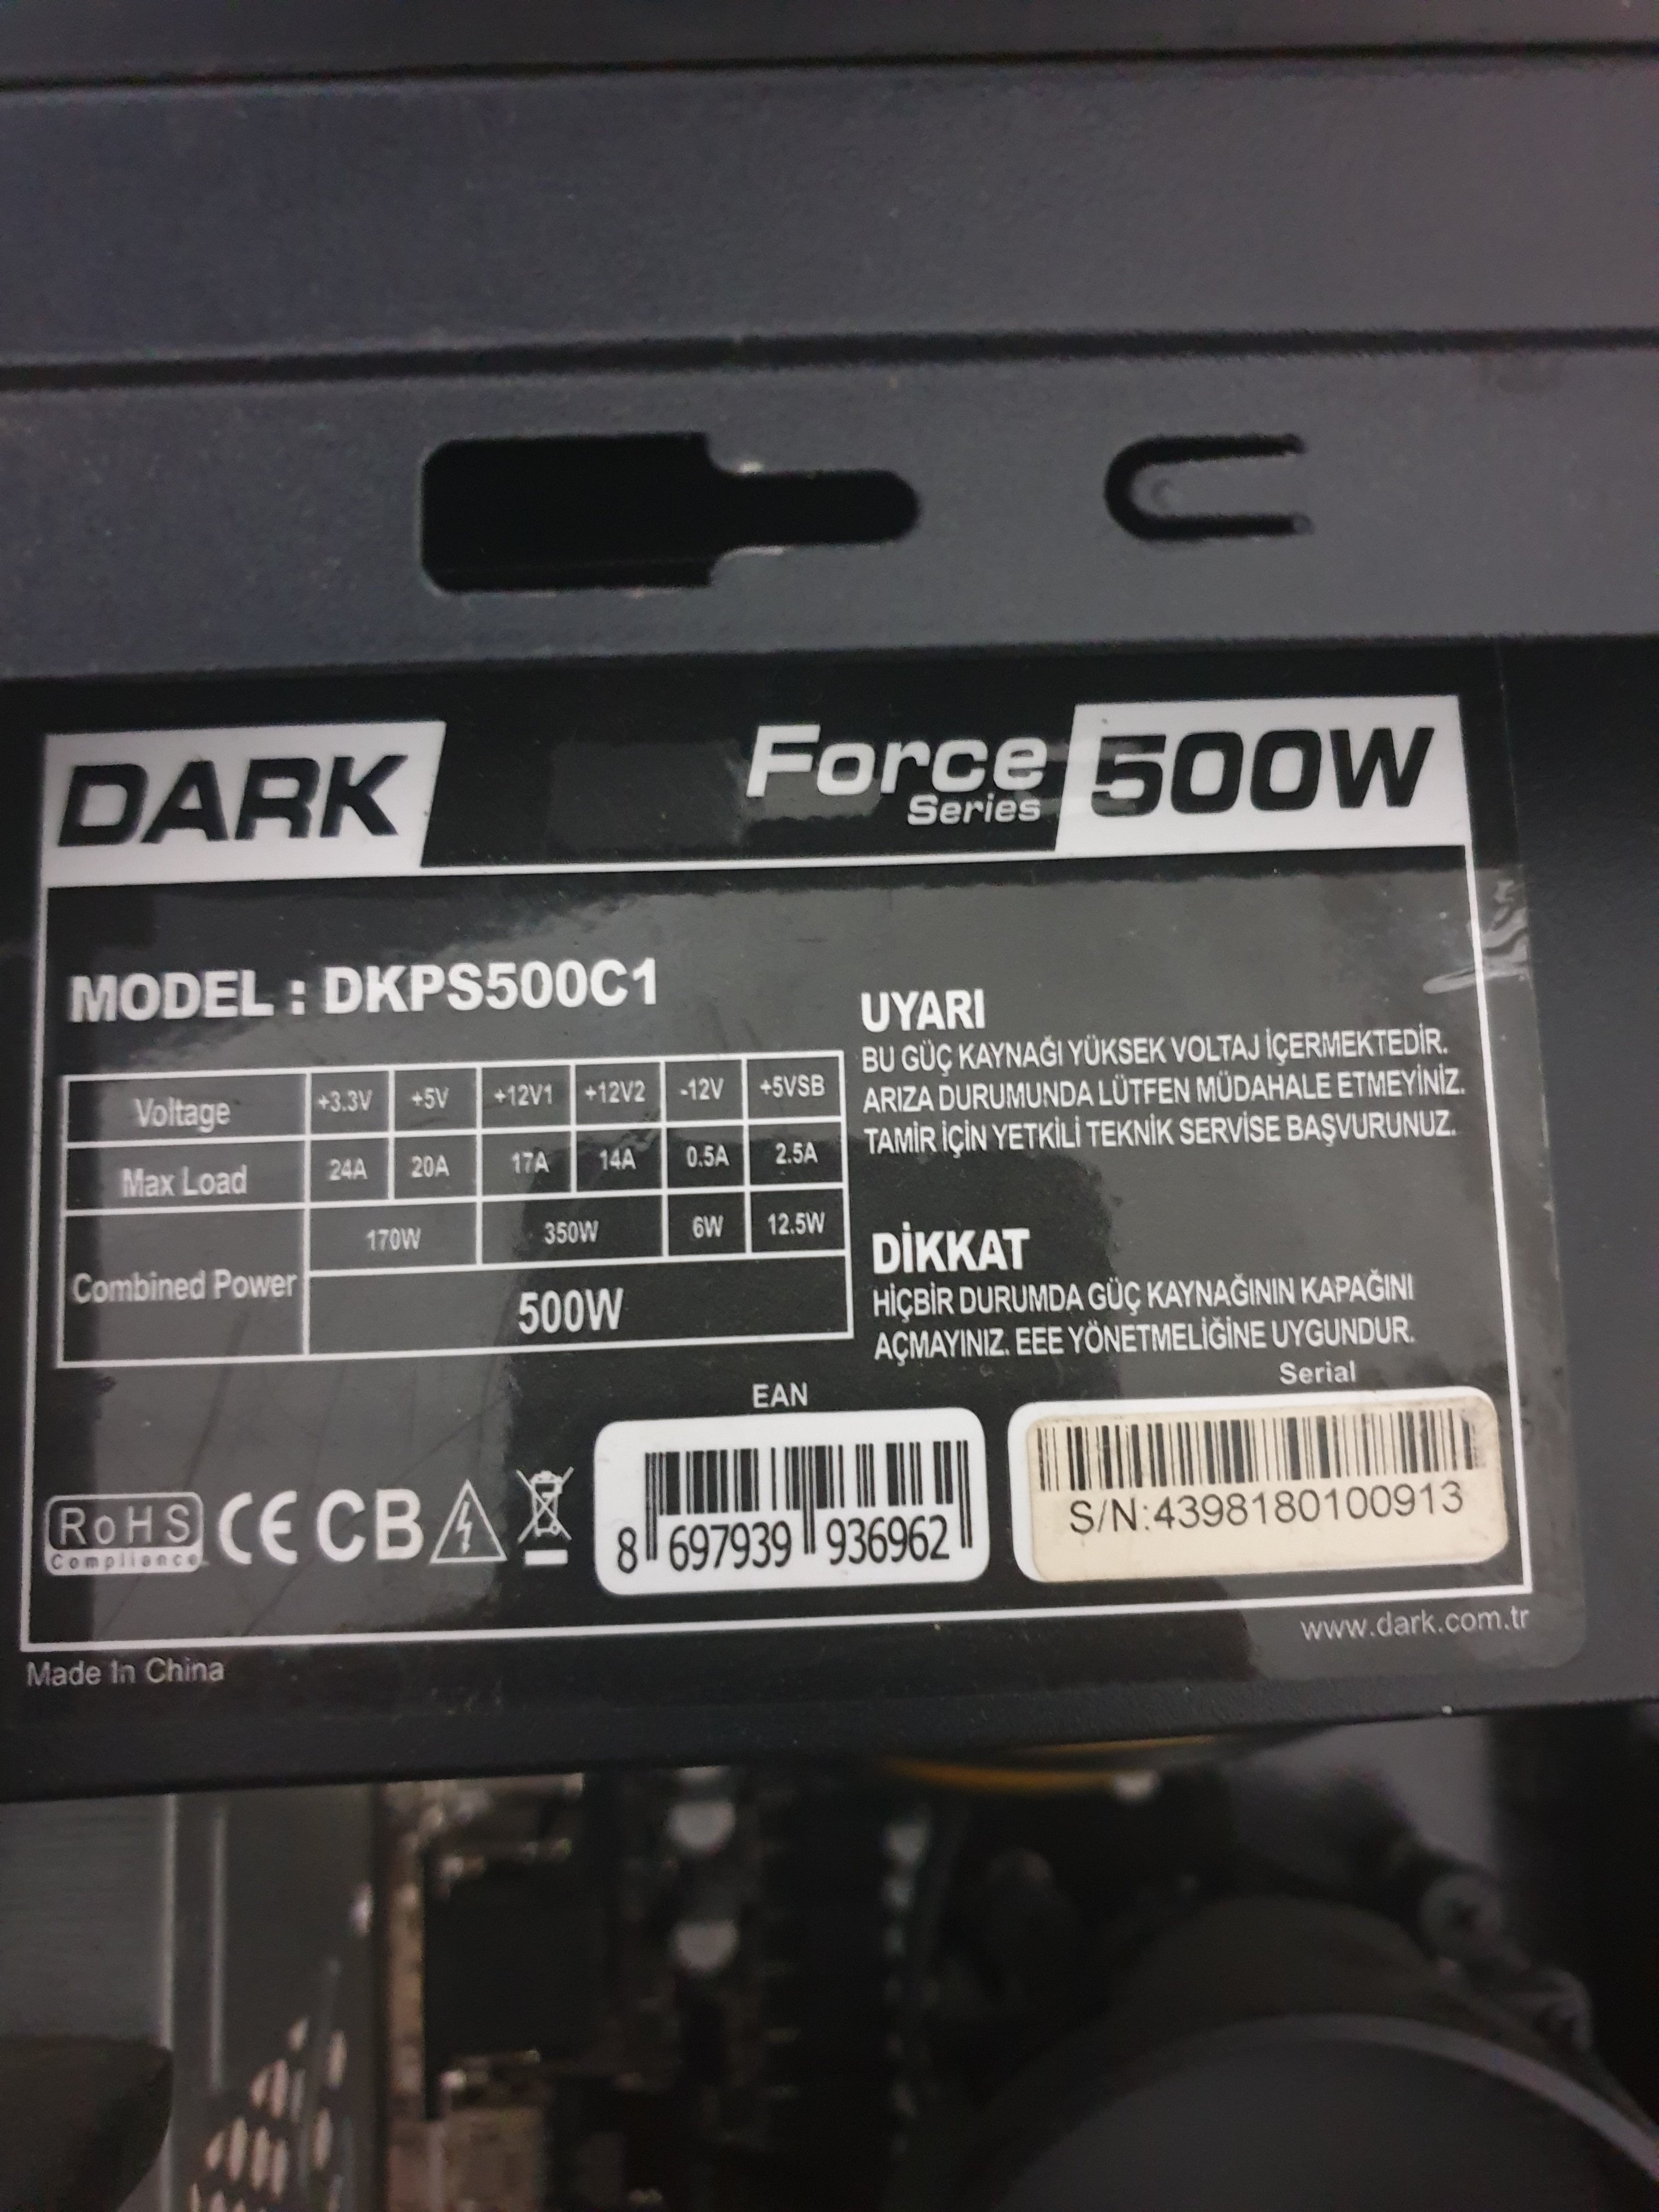 DARK
Force
Series
500W
MODEL : DKPS500C1
Voltage +3.3V +5V +12V1 +12V2 -12V +5VSB
Max Load 24A 20A 17A 14A 0.5A 2.5A
Combined Power 170W 350W 6W 12.5W
500W
UYARI
BU GÜÇ KAYNAĞI YÜKSEK VOLTAJ İÇERMEKTEDİR.
ARIZA DURUMUNDA LÜTFEN MÜDAHALE ETMEYİNİZ.
TAMİR İÇİN YETKİLİ TEKNİK SERVİSE BAŞVURUNUZ.
DİKKAT
HİÇBİR DURUMDA GÜÇ KAYNAĞININ KAPAĞINI
AÇMAYINIZ. EEE YÖNETMELİĞİNE UYGUNDUR.
EAN
8 697939 936962
Serial
S/N:4398180100913
RoHS
Compliance
CE CB
www.dark.com.tr
Made In China